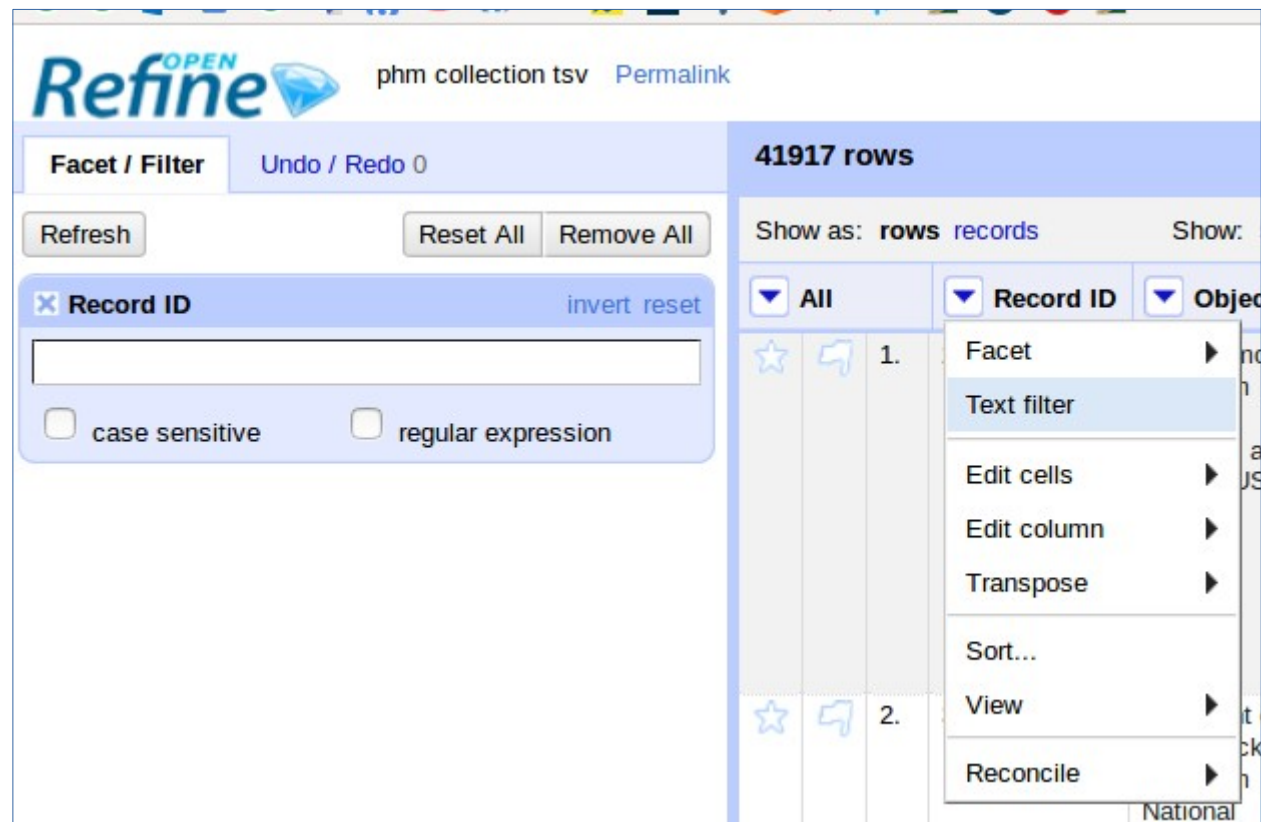 OPEN
Refine phm collection tsv Permalink
Facet / Filter Undo / Redo 0
41917 rows
Refresh Reset All Remove All
Show as: rows records Show:
Record ID invert reset
All Record ID
1.
case sensitive regular expression
Facet
Text filter
Edit cells
Edit column
Transpose
Sort...
View
Reconcile
2.
National